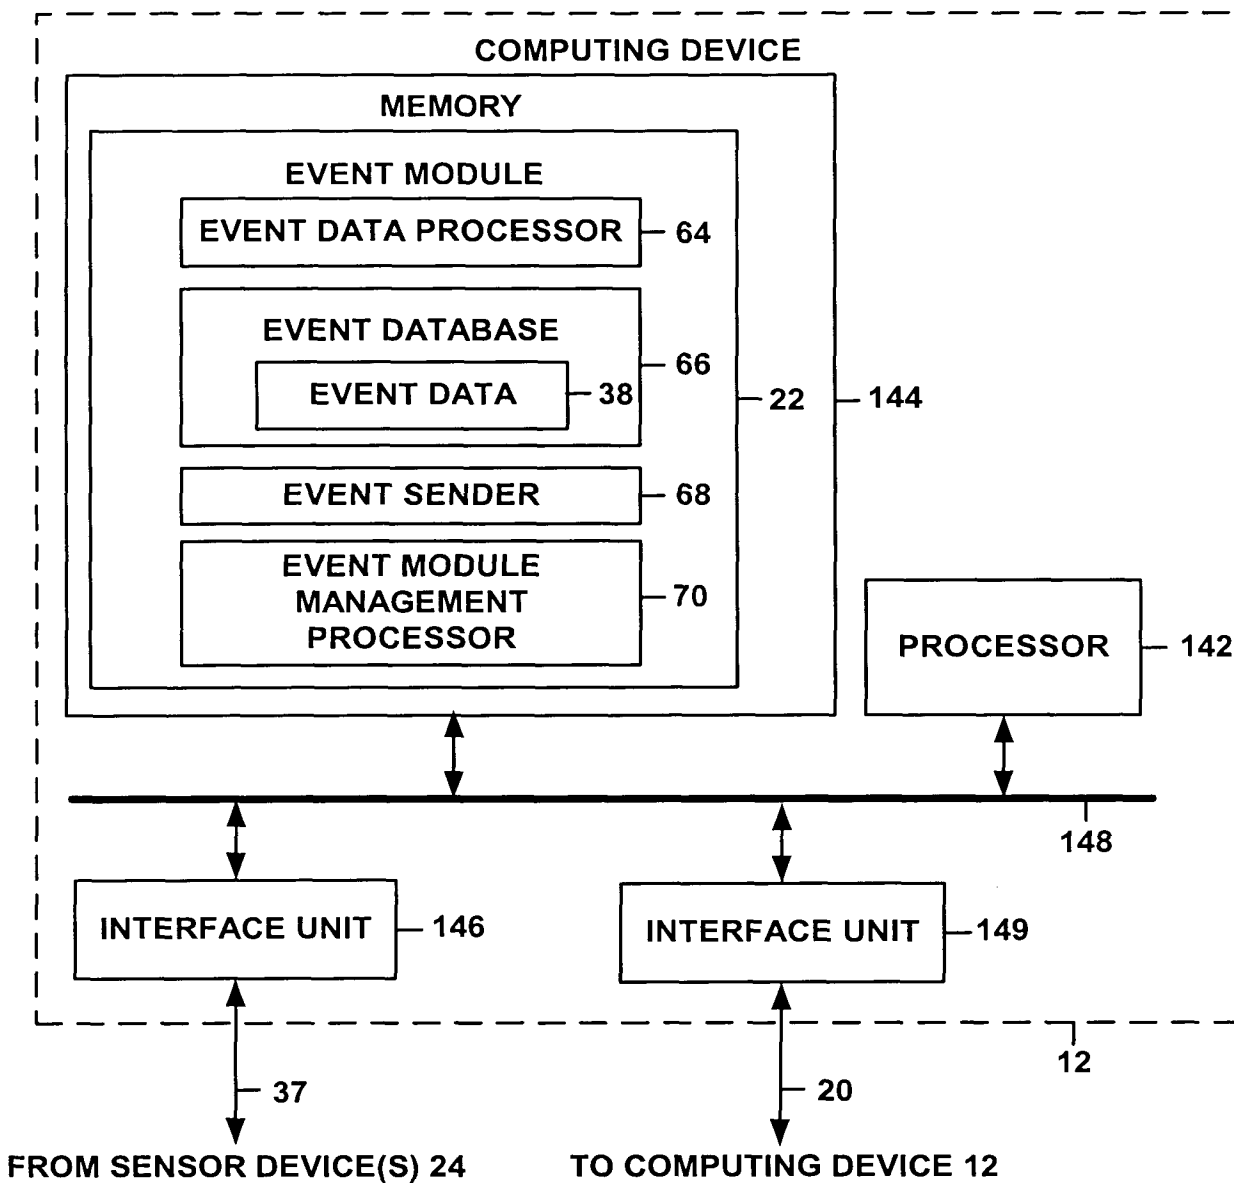 COMPUTING DEVICE
MEMORY
EVENT MODULE
EVENT DATA PROCESSOR
64
EVENT DATABASE
66
EVENT DATA
38
22
144
EVENT SENDER
68
EVENT MODULE
MANAGEMENT
PROCESSOR
70
PROCESSOR
142
148
INTERFACE UNIT
146
INTERFACE UNIT
149
12
37
20
FROM SENSOR DEVICE(S) 24
TO COMPUTING DEVICE 12